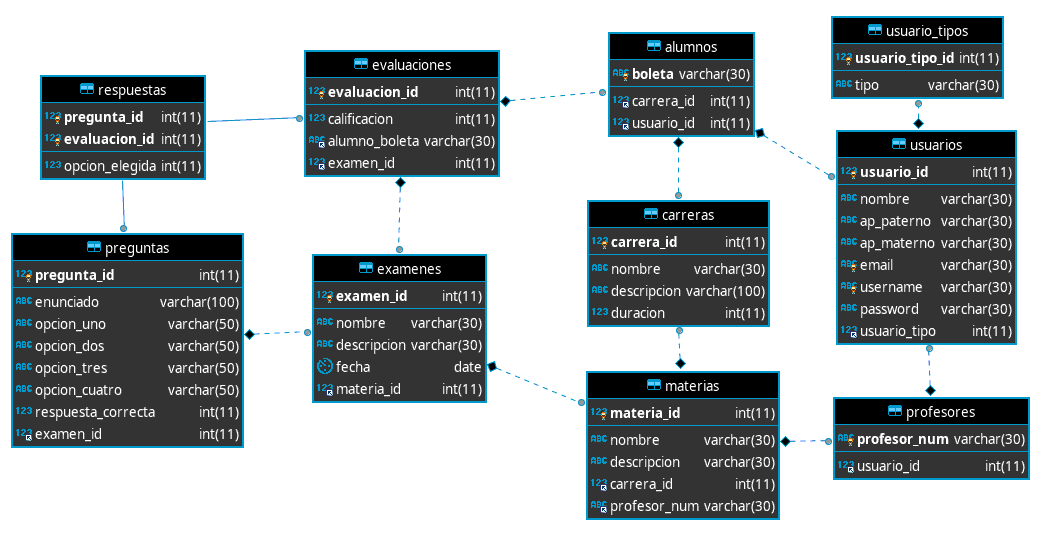 respuestas
pregunta_id int(11)
evaluacion_id int(11)
opcion_elegida int(11)
evaluaciones
evaluacion_id int(11)
calificacion int(11)
alumno_boleta varchar(30)
examen_id int(11)
alumnos
boleta varchar(30)
carrera_id int(11)
usuario_id int(11)
usuario_tipos
usuario_tipo_id int(11)
tipo varchar(30)
usuarios
usuario_id int(11)
nombre varchar(30)
ap_paterno varchar(30)
ap_materno varchar(30)
email varchar(30)
username varchar(30)
password varchar(30)
usuario_tipo int(11)
preguntas
pregunta_id int(11)
enunciado varchar(100)
opcion_uno varchar(50)
opcion_dos varchar(50)
opcion_tres varchar(50)
opcion_cuatro varchar(50)
respuesta_correcta int(11)
examen_id int(11)
examenes
examen_id int(11)
nombre varchar(30)
descripcion varchar(30)
fecha date
materia_id int(11)
carreras
carrera_id int(11)
nombre varchar(30)
descripcion varchar(100)
duracion int(11)
materias
materia_id int(11)
nombre varchar(30)
descripcion varchar(30)
carrera_id int(11)
profesor_num varchar(30)
profesores
profesor_num varchar(30)
usuario_id int(11)